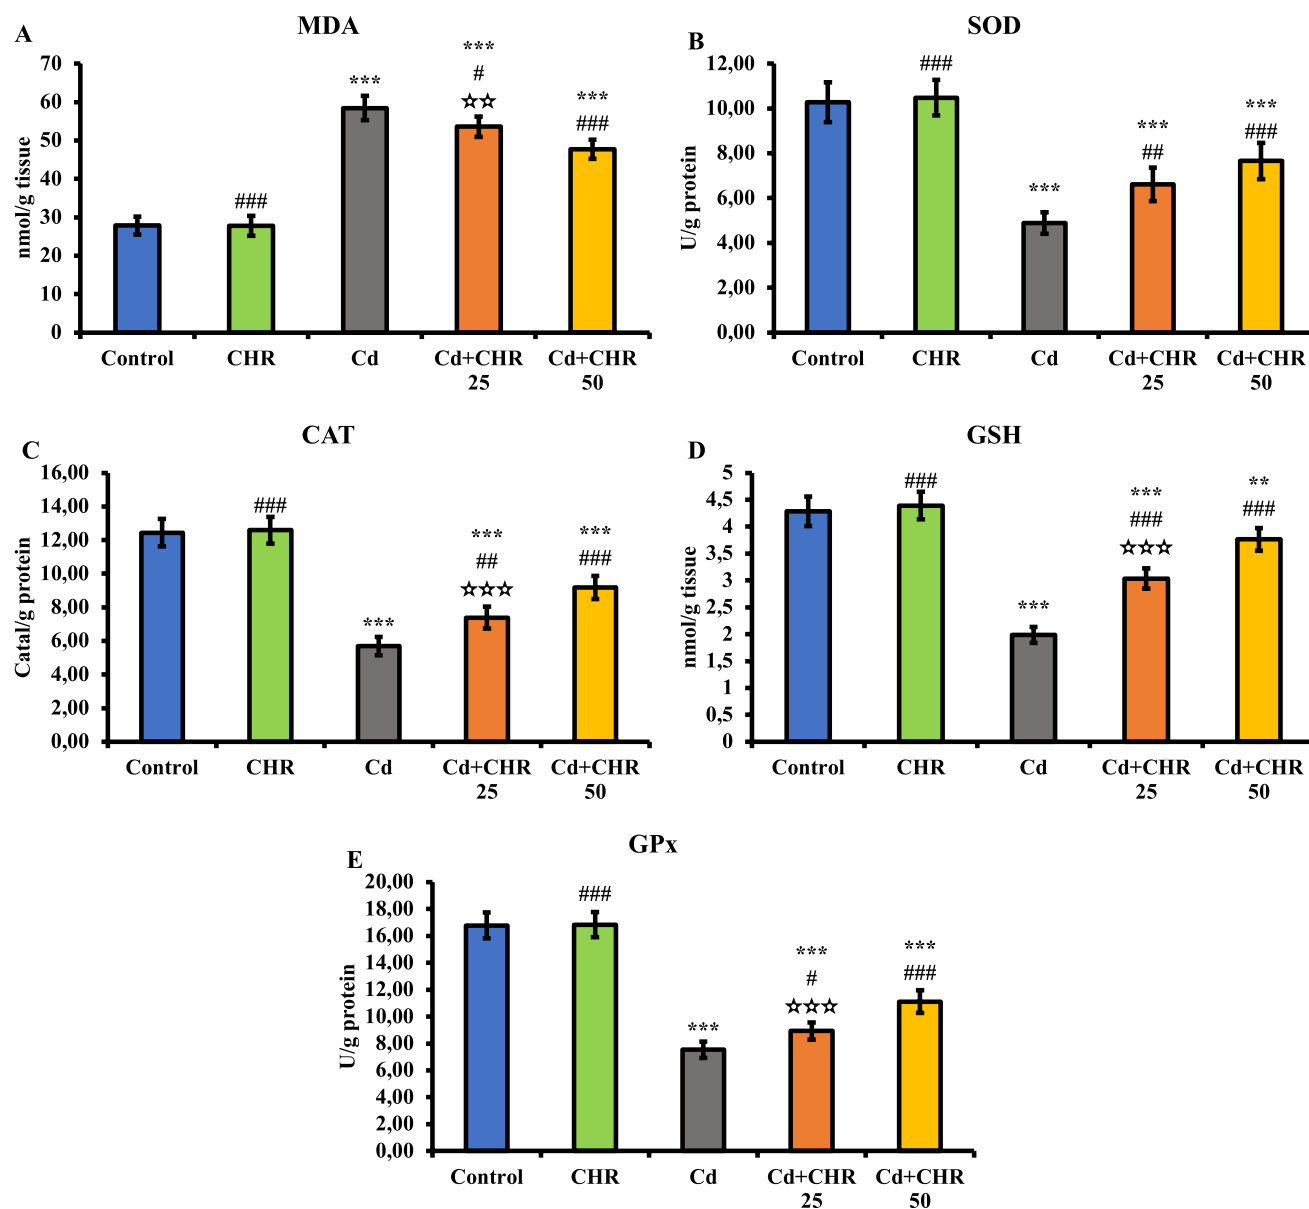 A
MDA
nmol/g tissue
70
60
50
40
30
20
10
0
###
***
***
#
☆☆
***
###
Control
CHR
Cd
Cd+CHR
25
Cd+CHR
50
B
SOD
U/g protein
12,00
10,00
8,00
6,00
4,00
2,00
0,00
###
***
***
##
***
###
Control
CHR
Cd
Cd+CHR
25
Cd+CHR
50
C
CAT
Catal/g protein
16,00
14,00
12,00
10,00
8,00
6,00
4,00
2,00
0,00
###
***
***
##
☆☆☆
***
###
Control
CHR
Cd
Cd+CHR
25
Cd+CHR
50
D
GSH
nmol/g tissue
5
4,5
4
3,5
3
2,5
2
1,5
1
0,5
0
###
***
***
###
☆☆☆
**
###
Control
CHR
Cd
Cd+CHR
25
Cd+CHR
50
E
GPx
U/g protein
20,00
18,00
16,00
14,00
12,00
10,00
8,00
6,00
4,00
2,00
0,00
###
***
***
#
☆☆☆
***
###
Control
CHR
Cd
Cd+CHR
25
Cd+CHR
50